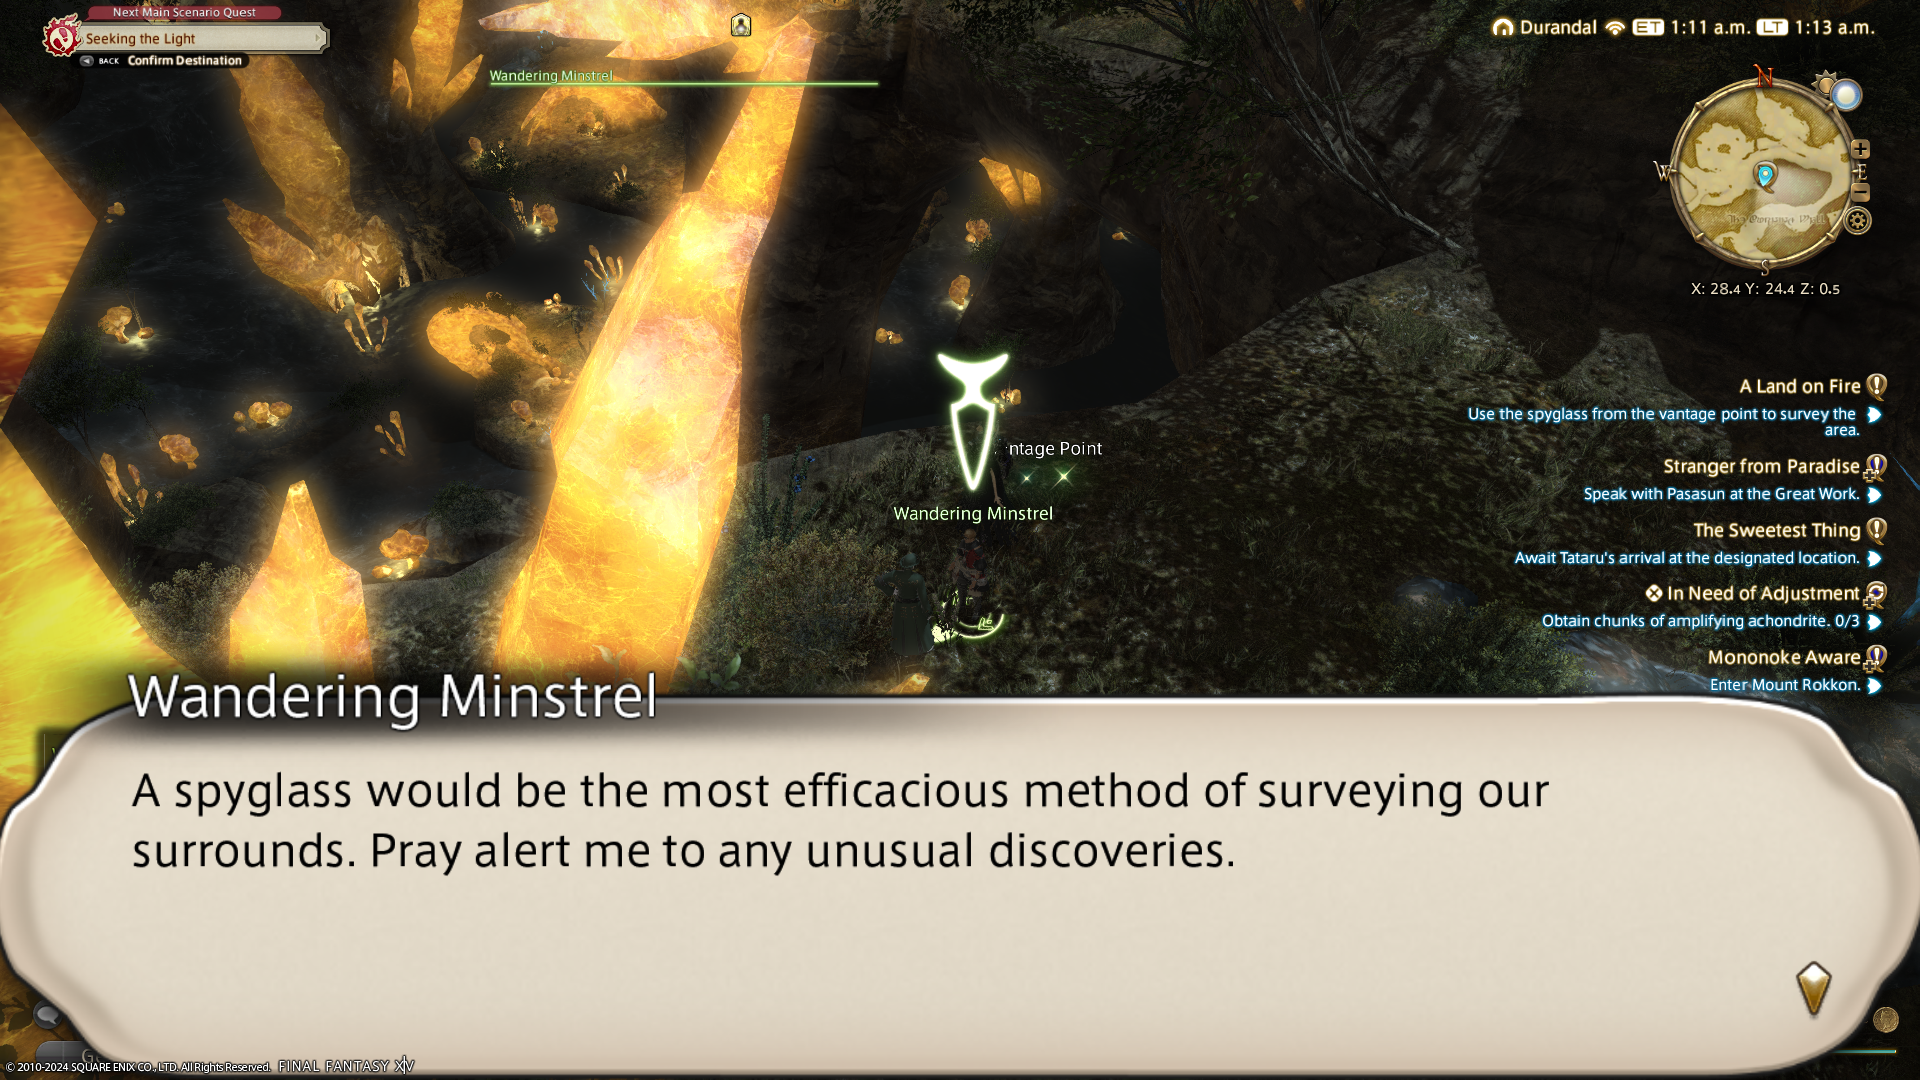 Next Main Scenario Quest
Seeking the Light
BACK Confirm Destination
Wandering Minstrel
Durandal ET 1:11 a.m. LT 1:13 a.m.
N
W
E
S
X: 28.4 Y: 24.4 Z: 0.5
A Land on Fire
Use the spyglass from the vantage point to survey the
area.
Stranger from Paradise
Speak with Pasasun at the Great Work.
The Sweetest Thing
Await Tataru's arrival at the designated location.
In Need of Adjustment
Obtain chunks of amplifying achondrite. 0/3
Mononoke Aware
Enter Mount Rokkon.
ntage Point
Wandering Minstrel
Wandering Minstrel
A spyglass would be the most efficacious method of surveying our
surrounds. Pray alert me to any unusual discoveries.
© 2010-2024 SQUARE ENIX CO., LTD. All Rights Reserved. FINAL FANTASY XIV